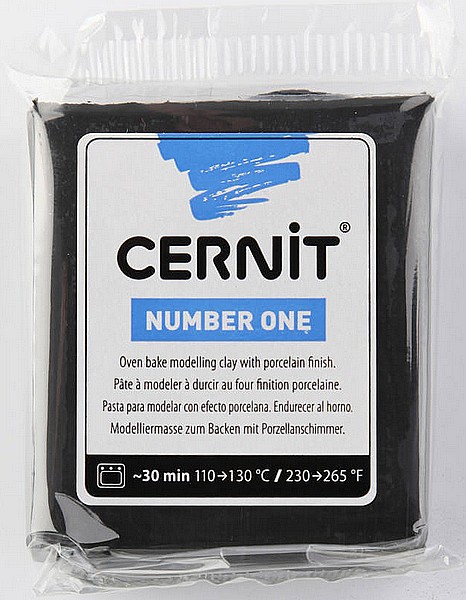 CERNiT®
NUMBER ONE
Oven bake modelling clay with porcelain finish.
Pâte à modeler à durcir au four finition porcelaine.
Pasta para modelar con efecto porcelana. Endurecer al horno.
Modelliermasse zum Backen mit Porzellanschimmer.
~30 min 110→130 °C / 230→265 °F